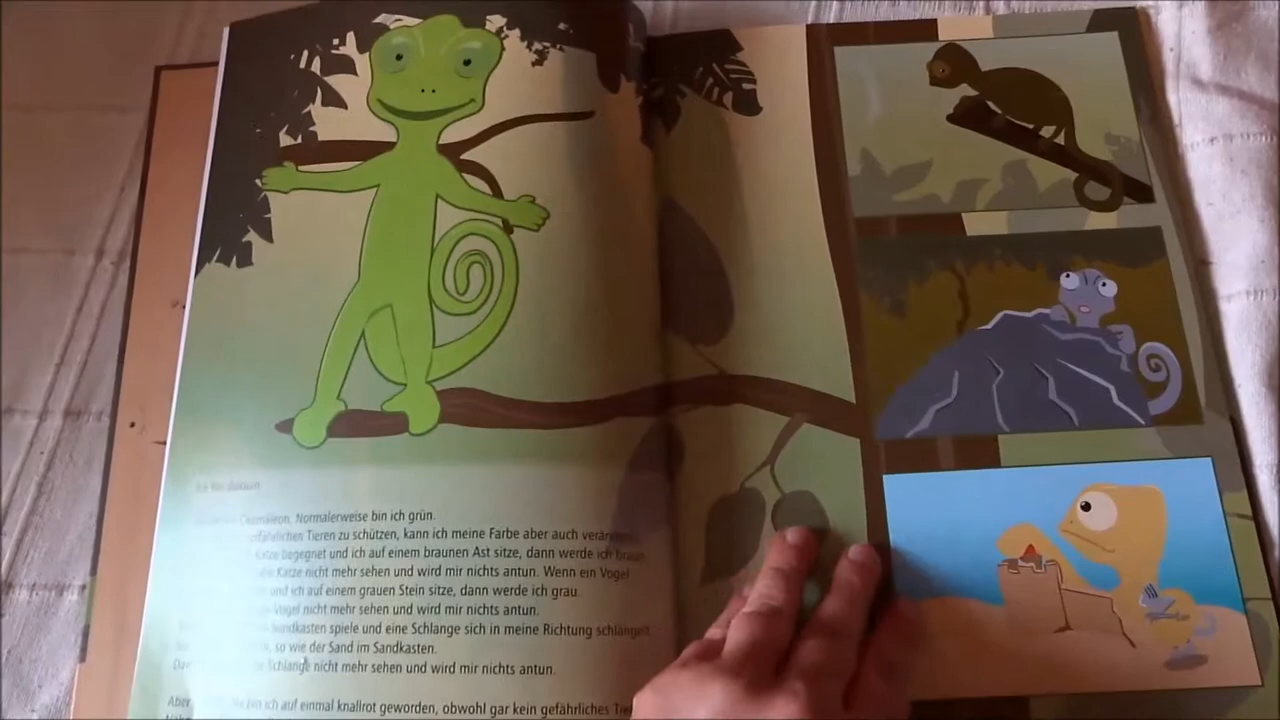 Ich bin
Chamäleon. Normalerweise bin ich grün.
gefährlichen Tieren zu schützen, kann ich meine Farbe aber auch
Katze begegnet und ich auf einem braunen Ast sitze, dann werde ich braun.
Katze nicht mehr sehen und wird mir nichts antun. Wenn ein Vogel
und ich auf einem grauen Stein sitze, dann werde ich grau.
Vogel nicht mehr sehen und wird mir nichts antun.
Sandkasten spiele und eine Schlange sich in meine Richtung schlängelt,
, so wie der Sand im Sandkasten.
Schlange nicht mehr sehen und wird mir nichts antun.
Aber bin ich auf einmal knallrot geworden, obwohl gar kein gefährliches